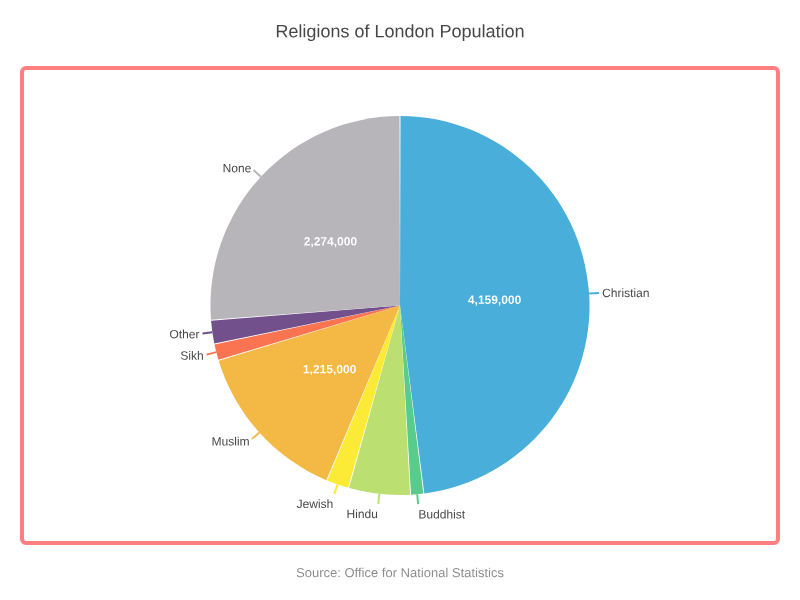 Religions of London Population
None
2,274,000
4,159,000
Christian
Other
Sikh
1,215,000
Muslim
Jewish
Hindu
Buddhist
Source: Office for National Statistics